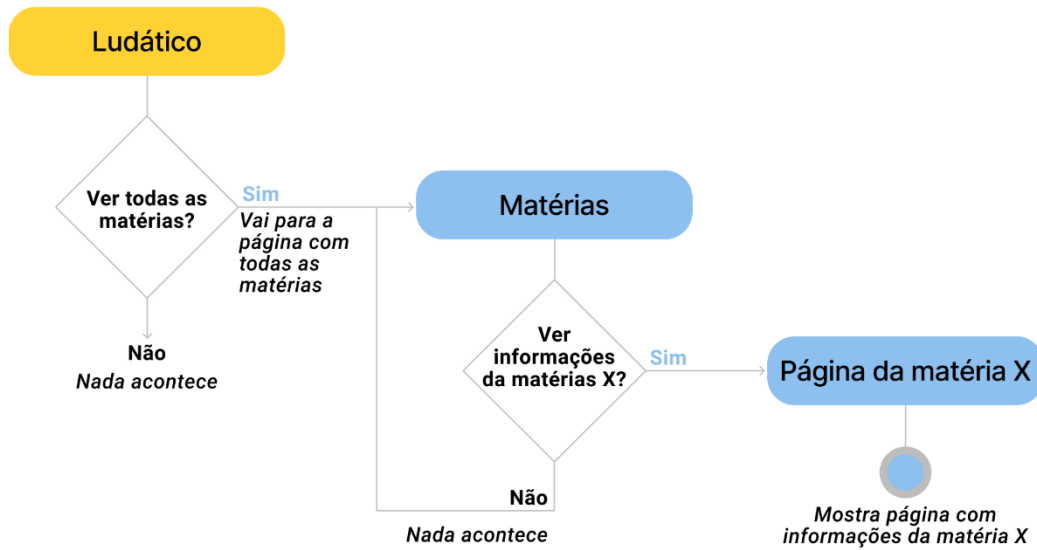 Ludático
Ver todas as
matérias?
Sim
Vai para a
página com
todas as
matérias
Não
Nada acontece
Matérias
Ver
informações
da matérias X?
Sim
Não
Nada acontece
Página da matéria X
Mostra página com
informações da matéria X